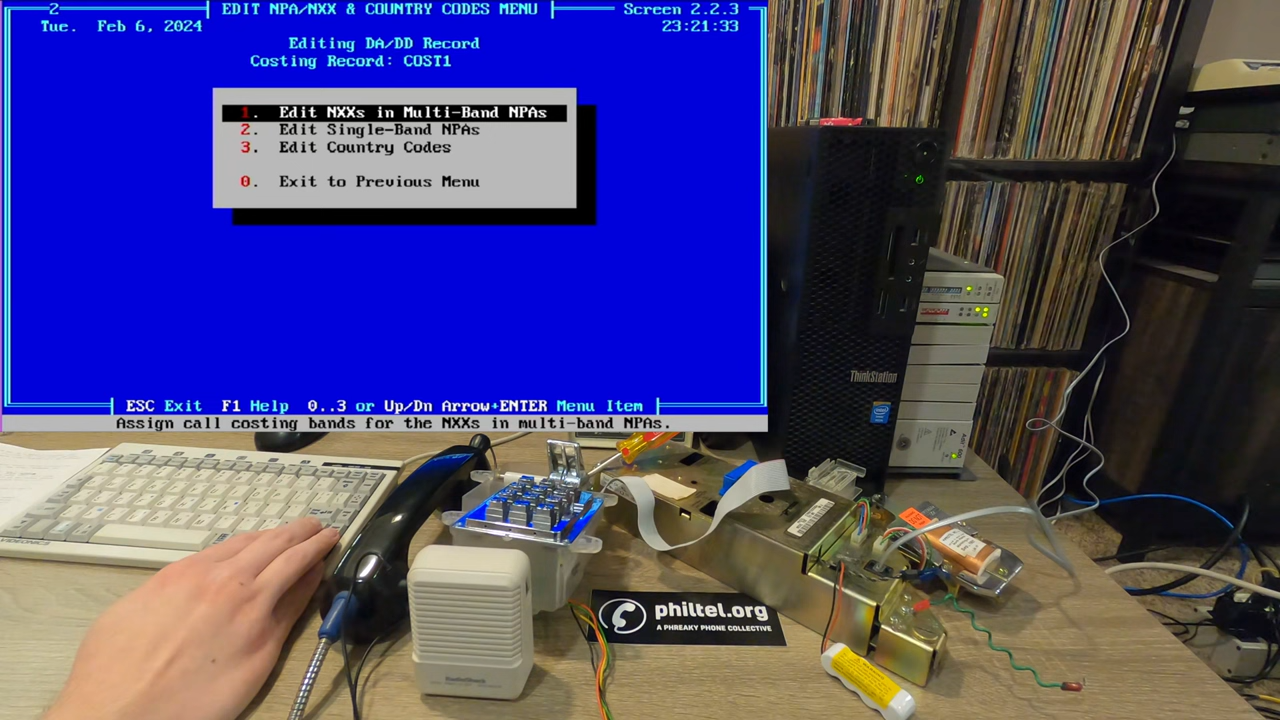 2 EDIT NPA/NXX & COUNTRY CODES MENU Screen 2.2.3
Tue. Feb 6, 2024 23:21:33
Editing DA/DD Record
Costing Record: COST1
1. Edit NXXs in Multi-Band NPAs
2. Edit Single-Band NPAs
3. Edit Country Codes
0. Exit to Previous Menu
ESC Exit F1 Help 0..3 or Up/Dn Arrow+ENTER Menu Item
Assign call costing bands for the NXXs in multi-band NPAs.
ThinkStation
VIDEONICS
philtel.org
A PHREAKY PHONE COLLECTIVE
RadioShack